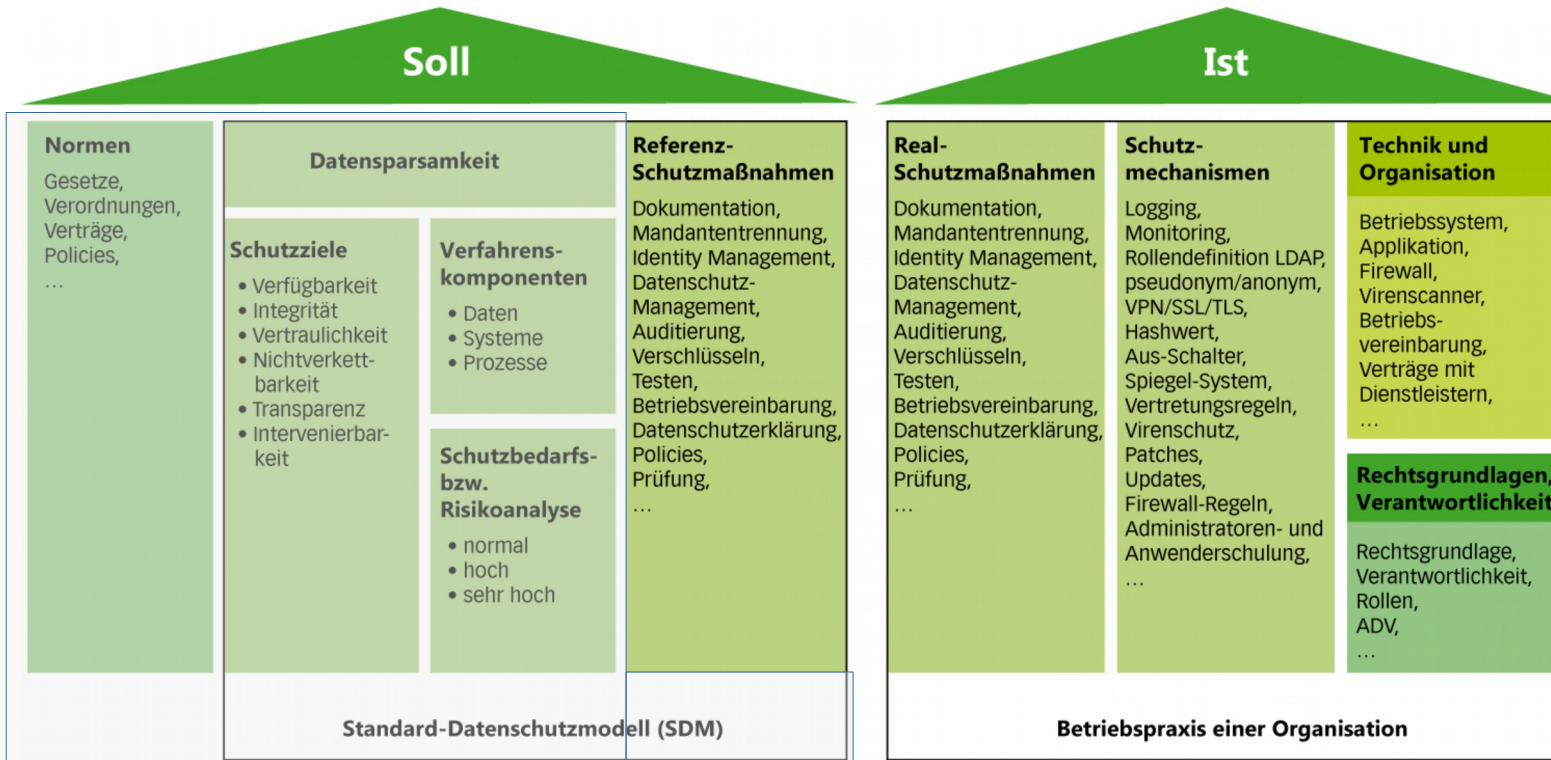 Soll
Normen
Gesetze,
Verordnungen,
Verträge,
Policies,
…
Datensparsamkeit
Schutzziele
• Verfügbarkeit
• Integrität
• Vertraulichkeit
• Nichtverkett-
barkeit
• Transparenz
• Intervenierbar-
keit
Verfahrens-
komponenten
• Daten
• Systeme
• Prozesse
Schutzbedarfs-
bzw.
Risikoanalyse
• normal
• hoch
• sehr hoch
Referenz-
Schutzmaßnahmen
Dokumentation,
Mandantentrennung,
Identity Management,
Datenschutz-
Management,
Auditierung,
Verschlüsseln,
Testen,
Betriebsvereinbarung,
Datenschutzerklärung,
Policies,
Prüfung,
…
Standard-Datenschutzmodell (SDM)
Ist
Real-
Schutzmaßnahmen
Dokumentation,
Mandantentrennung,
Identity Management,
Datenschutz-
Management,
Auditierung,
Verschlüsseln,
Testen,
Betriebsvereinbarung,
Datenschutzerklärung,
Policies,
Prüfung,
…
Schutz-
mechanismen
Logging,
Monitoring,
Rollendefinition LDAP,
pseudonym/anonym,
VPN/SSL/TLS,
Hashwert,
Aus-Schalter,
Spiegel-System,
Vertretungsregeln,
Virenschutz,
Patches,
Updates,
Firewall-Regeln,
Administratoren- und
Anwenderschulung,
…
Technik und
Organisation
Betriebssystem,
Applikation,
Firewall,
Virenscanner,
Betriebs-
vereinbarung,
Verträge mit
Dienstleistern,
…
Rechtsgrundlagen,
Verantwortlichkeit
Rechtsgrundlage,
Verantwortlichkeit,
Rollen,
ADV,
…
Betriebspraxis einer Organisation